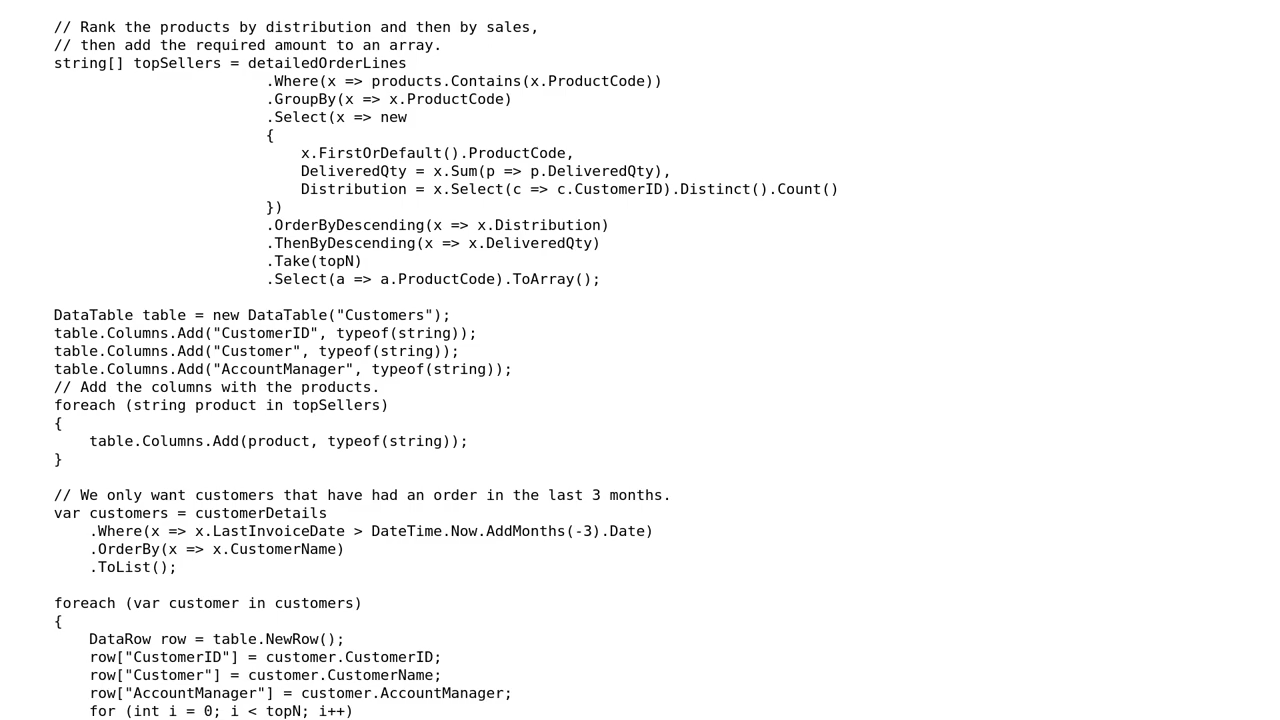 // Rank the products by distribution and then by sales,
// then add the required amount to an array.
string[] topSellers = detailedOrderLines
                        .Where(x => products.Contains(x.ProductCode))
                        .GroupBy(x => x.ProductCode)
                        .Select(x => new
                        {
                            x.FirstOrDefault().ProductCode,
                            DeliveredQty = x.Sum(p => p.DeliveredQty),
                            Distribution = x.Select(c => c.CustomerID).Distinct().Count()
                        })
                        .OrderByDescending(x => x.Distribution)
                        .ThenByDescending(x => x.DeliveredQty)
                        .Take(topN)
                        .Select(a => a.ProductCode).ToArray();

DataTable table = new DataTable("Customers");
table.Columns.Add("CustomerID", typeof(string));
table.Columns.Add("Customer", typeof(string));
table.Columns.Add("AccountManager", typeof(string));
// Add the columns with the products.
foreach (string product in topSellers)
{
    table.Columns.Add(product, typeof(string));
}

// We only want customers that have had an order in the last 3 months.
var customers = customerDetails
    .Where(x => x.LastInvoiceDate > DateTime.Now.AddMonths(-3).Date)
    .OrderBy(x => x.CustomerName)
    .ToList();

foreach (var customer in customers)
{
    DataRow row = table.NewRow();
    row["CustomerID"] = customer.CustomerID;
    row["Customer"] = customer.CustomerName;
    row["AccountManager"] = customer.AccountManager;
    for (int i = 0; i < topN; i++)